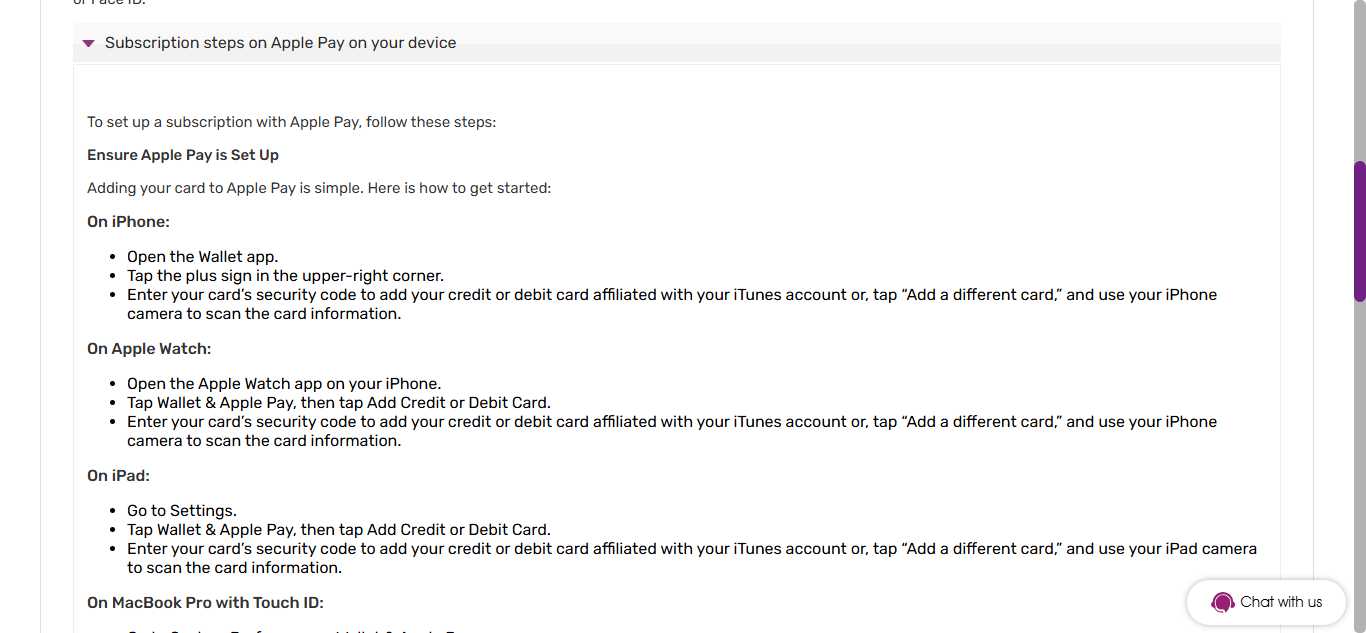 or Face ID.
Subscription steps on Apple Pay on your device
To set up a subscription with Apple Pay, follow these steps:
Ensure Apple Pay is Set Up
Adding your card to Apple Pay is simple. Here is how to get started:
On iPhone:
• Open the Wallet app.
• Tap the plus sign in the upper-right corner.
• Enter your card’s security code to add your credit or debit card affiliated with your iTunes account or, tap “Add a different card,” and use your iPhone
camera to scan the card information.
On Apple Watch:
• Open the Apple Watch app on your iPhone.
• Tap Wallet & Apple Pay, then tap Add Credit or Debit Card.
• Enter your card’s security code to add your credit or debit card affiliated with your iTunes account or, tap “Add a different card,” and use your iPhone
camera to scan the card information.
On iPad:
• Go to Settings.
• Tap Wallet & Apple Pay, then tap Add Credit or Debit Card.
• Enter your card’s security code to add your credit or debit card affiliated with your iTunes account or, tap “Add a different card,” and use your iPad camera
to scan the card information.
On MacBook Pro with Touch ID:
Chat with us